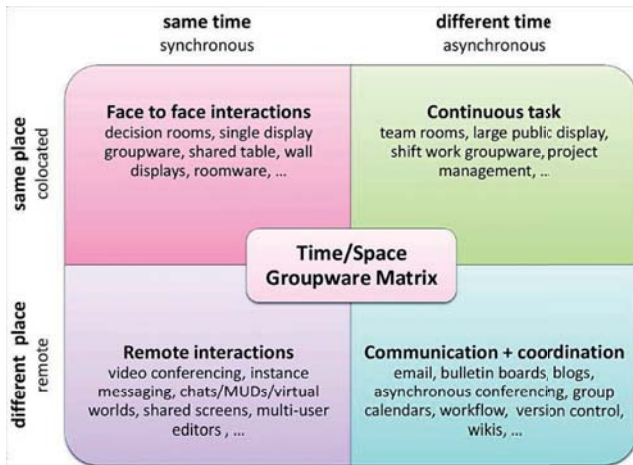 same time
synchronous
different time
asynchronous
same place
colocated
Face to face interactions
decision rooms, single display
groupware, shared table, wall
displays, roomware, ...
Continuous task
team rooms, large public display,
shift work groupware, project
management, ...
Time/Space
Groupware Matrix
different place
remote
Remote interactions
video conferencing, instance
messaging, chats/MUDs/virtual
worlds, shared screens, multi-user
editors , ...
Communication + coordination
email, bulletin boards, blogs,
asynchronous conferencing, group
calendars, workflow, version control,
wikis, ...